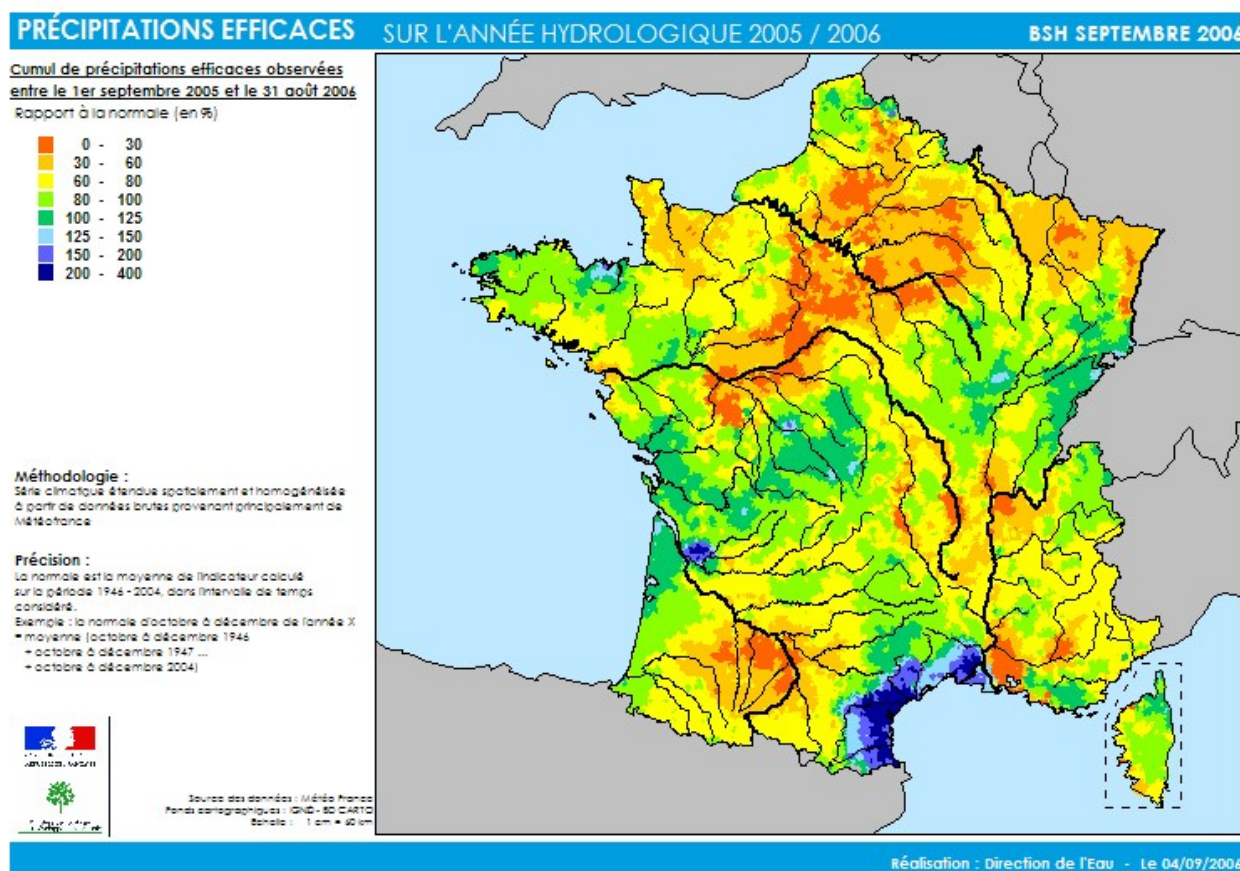 PRÉCIPITATIONS EFFICACES SUR L'ANNÉE HYDROLOGIQUE 2005 / 2006 BSH SEPTEMBRE 2006
Cumul de précipitations efficaces observées
entre le 1er septembre 2005 et le 31 août 2006
Rapport à la normale (en %)
0 - 30
30 - 60
60 - 80
80 - 100
100 - 125
125 - 150
150 - 200
200 - 400
Méthodologie :
Série climatique étendue spatialement et homogénéisée
à partir de données brutes provenant principalement de
Météofrance
Précision :
La normale est la moyenne de l'indicateur calculé
sur la période 1946 - 2004, dans l'intervalle de temps
considéré.
Exemple : la normale d'octobre à décembre de l'année X
= moyenne (octobre à décembre 1946
+ octobre à décembre 1947 ...
+ octobre à décembre 2004)
Source des données : Météo France
Fonds cartographiques : IGN© - BD CARTO
Echelle : 1 cm = 60 km
Réalisation : Direction de l'Eau - Le 04/09/2006